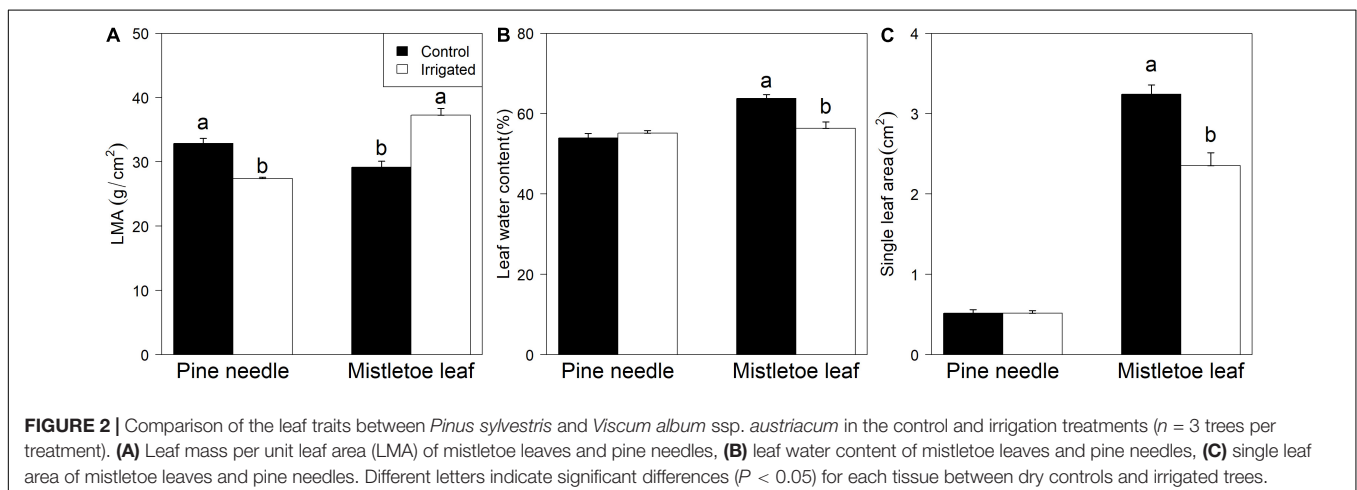 A
50
40
30
20
10
0
LMA (g/cm²)
Control
Irrigated
a
b
b
a
Pine needle
Mistletoe leaf
B
80
60
40
20
0
Leaf water content(%)
a
b
Pine needle
Mistletoe leaf
C
4
3
2
1
0
Single leaf area(cm²)
a
b
Pine needle
Mistletoe leaf
FIGURE 2 | Comparison of the leaf traits between Pinus sylvestris and Viscum album ssp. austriacum in the control and irrigation treatments (n = 3 trees per
treatment). (A) Leaf mass per unit leaf area (LMA) of mistletoe leaves and pine needles, (B) leaf water content of mistletoe leaves and pine needles, (C) single leaf
area of mistletoe leaves and pine needles. Different letters indicate significant differences (P < 0.05) for each tissue between dry controls and irrigated trees.